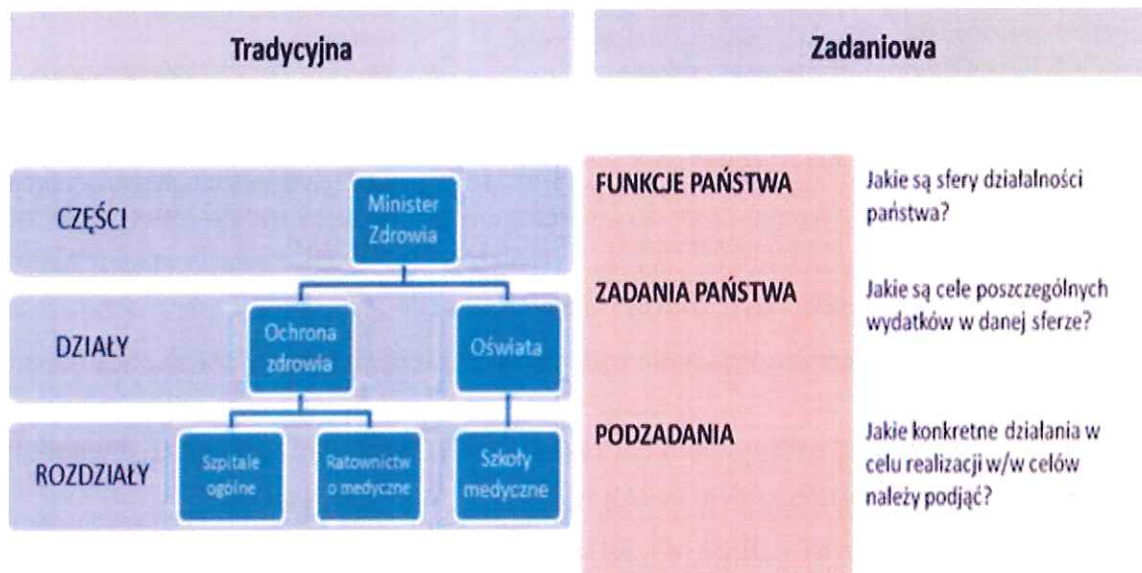 Tradycyjna
Zadaniowa
CZĘŚCI
Minister
Zdrowia
DZIAŁY
Ochrona
zdrowia
Oświata
ROZDZIAŁY
Szpitale
ogólne
Ratownictw
o medyczne
Szkoły
medyczne
FUNKCJE PAŃSTWA
Jakie są sfery działalności
państwa?
ZADANIA PAŃSTWA
Jakie są cele poszczególnych
wydatków w danej sferze?
PODZADANIA
Jakie konkretne działania w
celu realizacji w/w celów
należy podjąć?